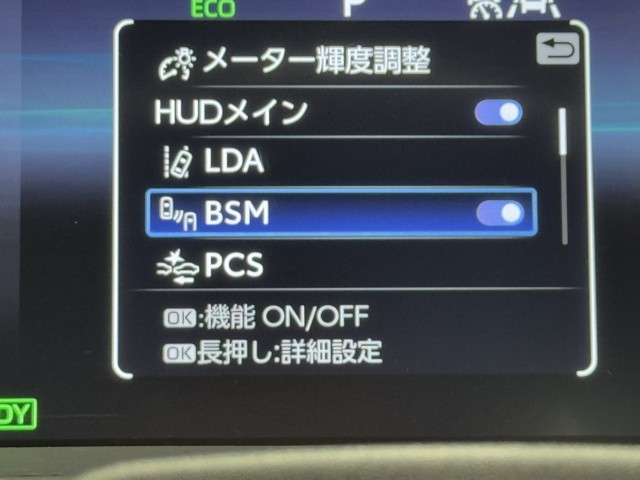 ECO P
メーター輝度調整
HUDメイン
LDA
BSM
PCS
OK:機能 ON/OFF
OK長押し:詳細設定
DY